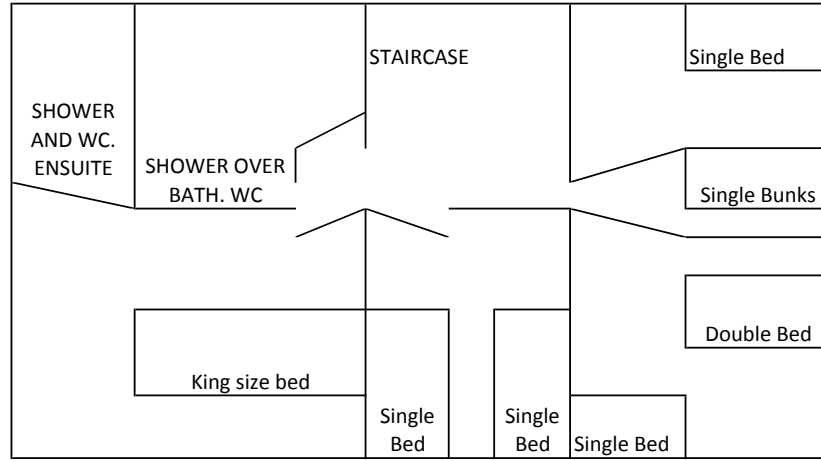 STAIRCASE
Single Bed
SHOWER
AND WC.
ENSUITE
SHOWER OVER
BATH. WC
Single Bunks
Double Bed
King size bed
Single
Bed
Single
Bed
Single Bed